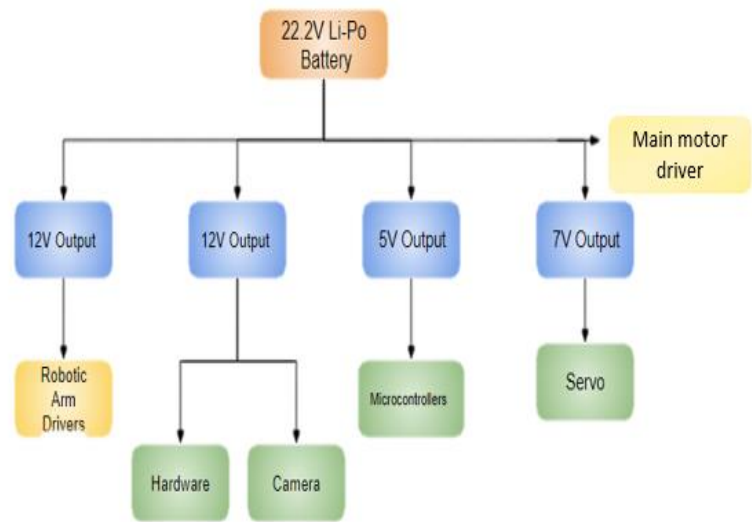 22.2V Li-Po
Battery
Main motor
driver
12V Output
12V Output
5V Output
7V Output
Robotic
Arm
Drivers
Microcontrollers
Servo
Hardware
Camera